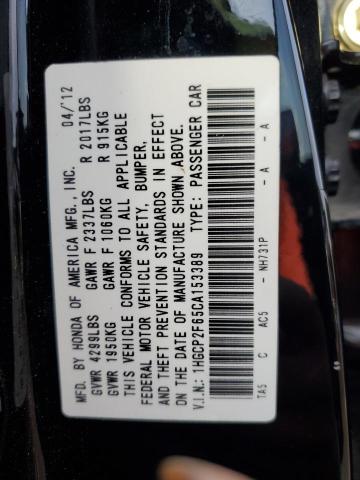 MFD. BY HONDA OF AMERICA MFG., INC. 04/12
GVWR 4299LBS GAWR F 2337LBS R 2017LBS
GVWR 1950KG GAWR F 1060KG R 915KG
THIS VEHICLE CONFORMS TO ALL APPLICABLE
FEDERAL MOTOR VEHICLE SAFETY, BUMPER,
AND THEFT PREVENTION STANDARDS IN EFFECT
ON THE DATE OF MANUFACTURE SHOWN ABOVE.
V.I.N.: 1HGCP2F65CA153389 TYPE: PASSENGER CAR
TA5 C AC5 - NH731P - A - A